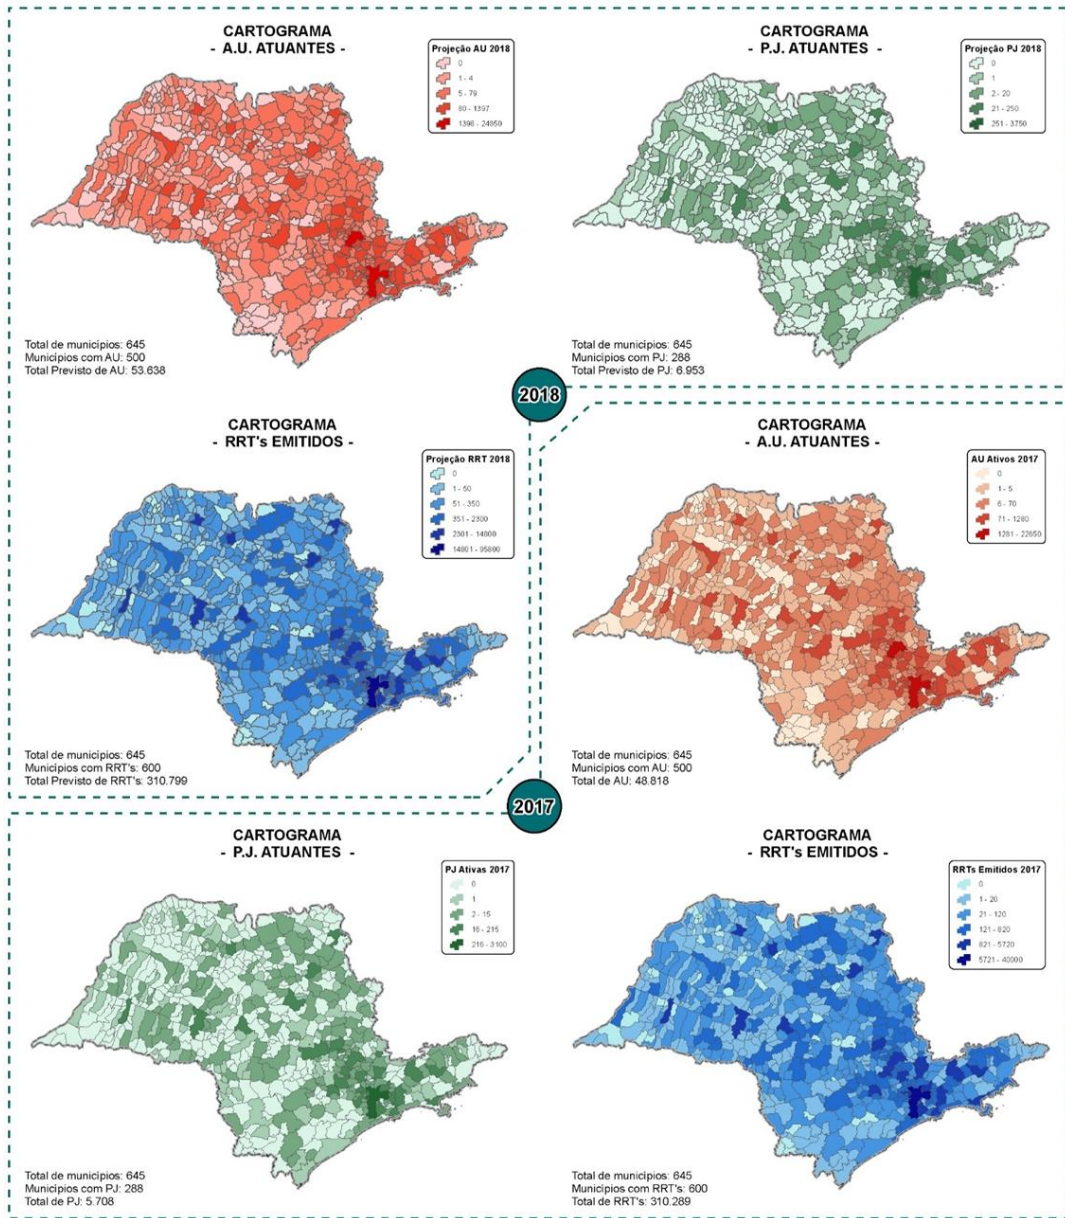 CARTOGRAMA
- A.U. ATUANTES -
Projeção AU 2018
0
1 - 4
5 - 79
80 - 1397
1398 - 24850
Total de municípios: 645
Municípios com AU: 500
Total Previsto de AU: 53.638
CARTOGRAMA
- P.J. ATUANTES -
Projeção PJ 2018
0
1
2 - 20
21 - 250
251 - 3750
Total de municípios: 645
Municípios com PJ: 288
Total Previsto de PJ: 6.953
2018
CARTOGRAMA
- RRT's EMITIDOS -
Projeção RRT 2018
0
1 - 50
51 - 350
351 - 2300
2301 - 14000
Total de municípios: 645
Municípios com RRT's: 600
Total Previsto de RRT's: 310.799
CARTOGRAMA
- A.U. ATUANTES -
AU Ativos 2017
0
1 - 5
6 - 70
71 - 1280
1281 - 22650
Total de municípios: 645
Municípios com AU: 500
Total de AU: 48.818
2017
CARTOGRAMA
- P.J. ATUANTES -
PJ Ativas 2017
0
1
2 - 15
16 - 215
216 - 3100
Total de municípios: 645
Municípios com PJ: 288
Total de PJ: 5.708
CARTOGRAMA
- RRT's EMITIDOS -
RRTs Emitidos 2017
0
1 - 20
21 - 120
121 - 820
821 - 5720
5721 - 40000
Total de municípios: 645
Municípios com RRT's: 600
Total de RRT's: 310.289